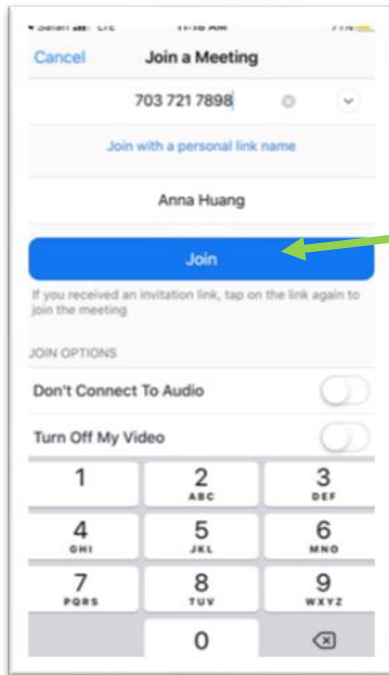 Cancel Join a Meeting
703 721 7898
Join with a personal link name
Anna Huang
Join
If you received an invitation link, tap on the link again to
join the meeting
JOIN OPTIONS
Don't Connect To Audio
Turn Off My Video
1 2 3
ABC DEF
4 5 6
GHI JKL MNO
7 8 9
PQRS TUV WXYZ
0